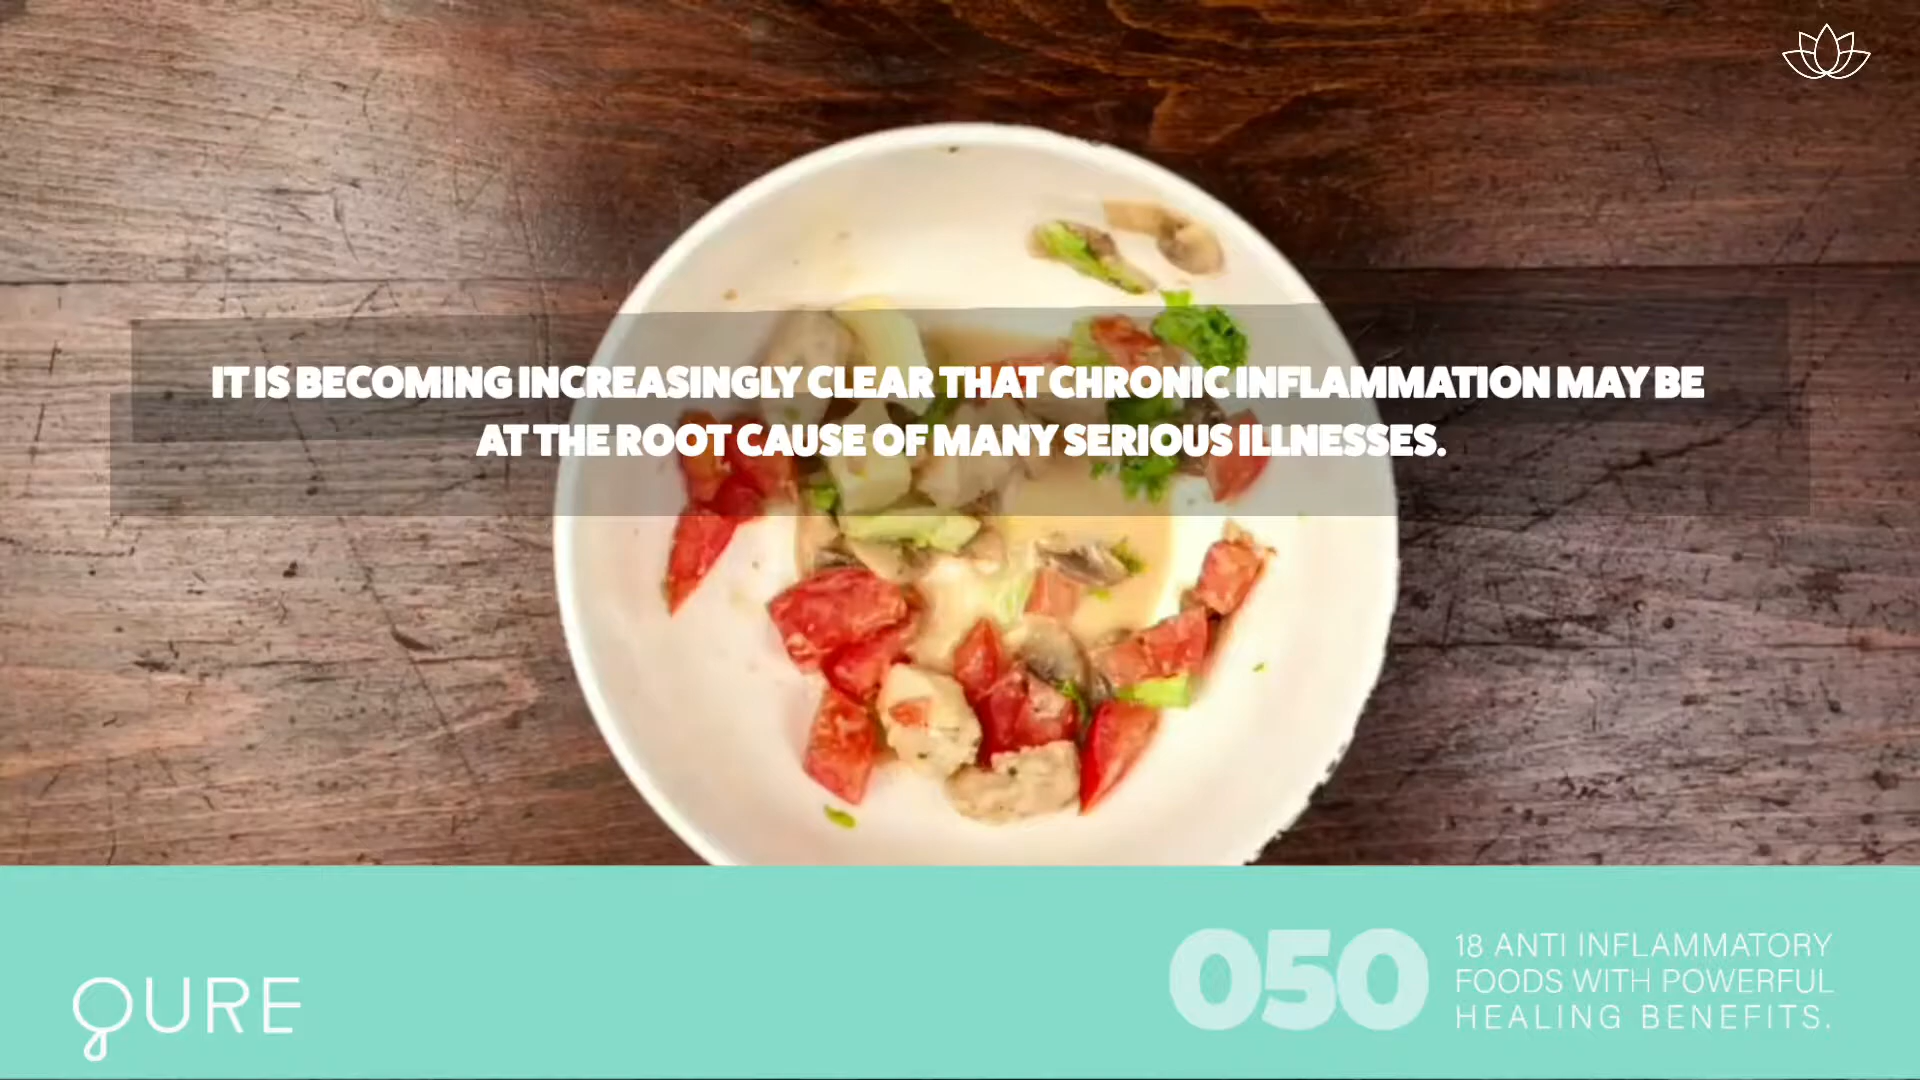 IT IS BECOMING INCREASINGLY CLEAR THAT CHRONIC INFLAMMATION MAY BE
AT THE ROOT CAUSE OF MANY SERIOUS ILLNESSES.
QURE
050
18 ANTI INFLAMMATORY
FOODS WITH POWERFUL
HEALING BENEFITS.